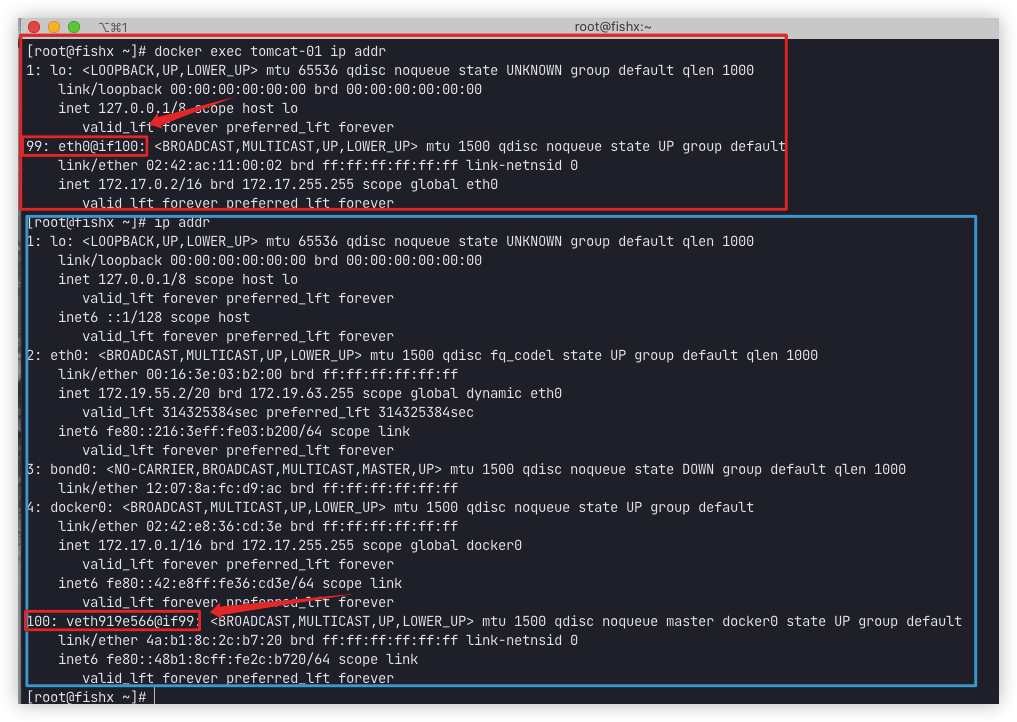 ⌥⌘1 root@fishx:~
[root@fishx ~]# docker exec tomcat-01 ip addr
1: lo: <LOOPBACK,UP,LOWER_UP> mtu 65536 qdisc noqueue state UNKNOWN group default qlen 1000
link/loopback 00:00:00:00:00:00 brd 00:00:00:00:00:00
inet 127.0.0.1/8 scope host lo
valid_lft forever preferred_lft forever
99: eth0@if100: <BROADCAST,MULTICAST,UP,LOWER_UP> mtu 1500 qdisc noqueue state UP group default
link/ether 02:42:ac:11:00:02 brd ff:ff:ff:ff:ff:ff link-netnsid 0
inet 172.17.0.2/16 brd 172.17.255.255 scope global eth0
valid_lft forever preferred_lft forever
[root@fishx ~]# ip addr
1: lo: <LOOPBACK,UP,LOWER_UP> mtu 65536 qdisc noqueue state UNKNOWN group default qlen 1000
link/loopback 00:00:00:00:00:00 brd 00:00:00:00:00:00
inet 127.0.0.1/8 scope host lo
valid_lft forever preferred_lft forever
inet6 ::1/128 scope host
valid_lft forever preferred_lft forever
2: eth0: <BROADCAST,MULTICAST,UP,LOWER_UP> mtu 1500 qdisc fq_codel state UP group default qlen 1000
link/ether 00:16:3e:03:b2:00 brd ff:ff:ff:ff:ff:ff
inet 172.19.55.2/20 brd 172.19.63.255 scope global dynamic eth0
valid_lft 314325384sec preferred_lft 314325384sec
inet6 fe80::216:3eff:fe03:b200/64 scope link
valid_lft forever preferred_lft forever
3: bond0: <NO-CARRIER,BROADCAST,MULTICAST,MASTER,UP> mtu 1500 qdisc noqueue state DOWN group default qlen 1000
link/ether 12:07:8a:fc:d9:ac brd ff:ff:ff:ff:ff:ff
4: docker0: <BROADCAST,MULTICAST,UP,LOWER_UP> mtu 1500 qdisc noqueue state UP group default
link/ether 02:42:e8:36:cd:3e brd ff:ff:ff:ff:ff:ff
inet 172.17.0.1/16 brd 172.17.255.255 scope global docker0
valid_lft forever preferred_lft forever
inet6 fe80::42:e8ff:fe36:cd3e/64 scope link
valid_lft forever preferred_lft forever
100: veth919e566@if99: <BROADCAST,MULTICAST,UP,LOWER_UP> mtu 1500 qdisc noqueue master docker0 state UP group default
link/ether 4a:b1:8c:2c:b7:20 brd ff:ff:ff:ff:ff:ff link-netnsid 0
inet6 fe80::48b1:8cff:fe2c:b720/64 scope link
valid_lft forever preferred_lft forever
[root@fishx ~]#